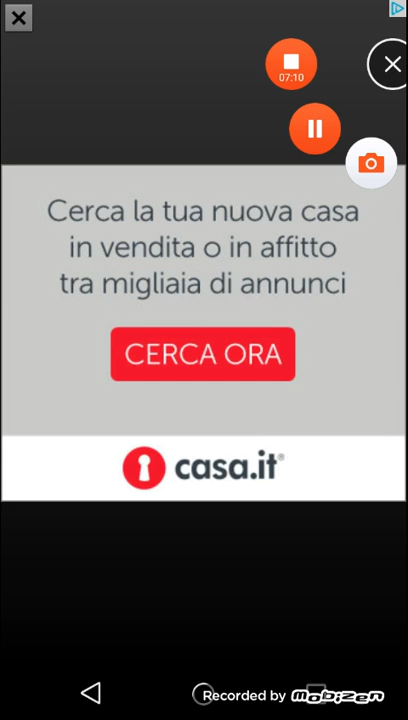 07:10
Cerca la tua nuova casa
in vendita o in affitto
tra migliaia di annunci
CERCA ORA
casa.it®
Recorded by MOBIZEN